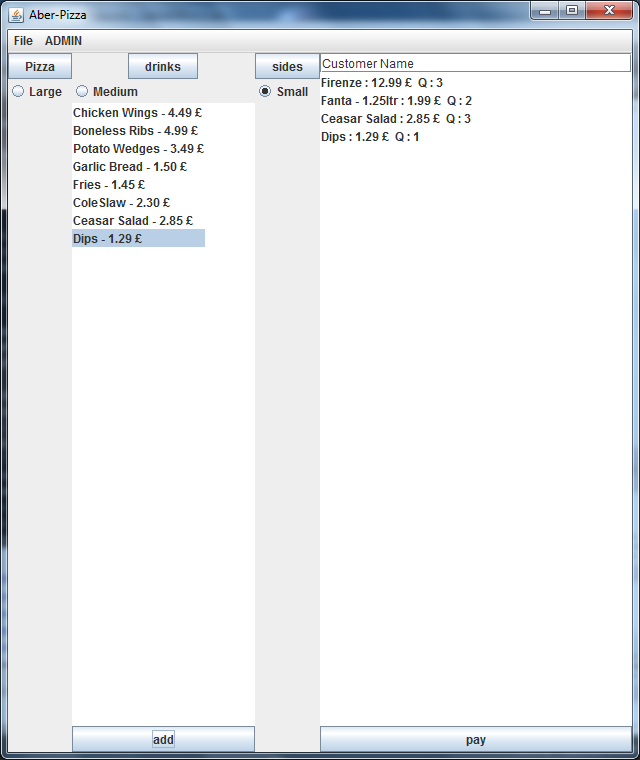 Aber-Pizza
File ADMIN
Pizza drinks sides
Large Medium Small
Chicken Wings - 4.49 £
Boneless Ribs - 4.99 £
Potato Wedges - 3.49 £
Garlic Bread - 1.50 £
Fries - 1.45 £
ColeSlaw - 2.30 £
Ceasar Salad - 2.85 £
Dips - 1.29 £
add
Customer Name
Firenze : 12.99 £ Q : 3
Fanta - 1.25ltr : 1.99 £ Q : 2
Ceasar Salad : 2.85 £ Q : 3
Dips : 1.29 £ Q : 1
pay